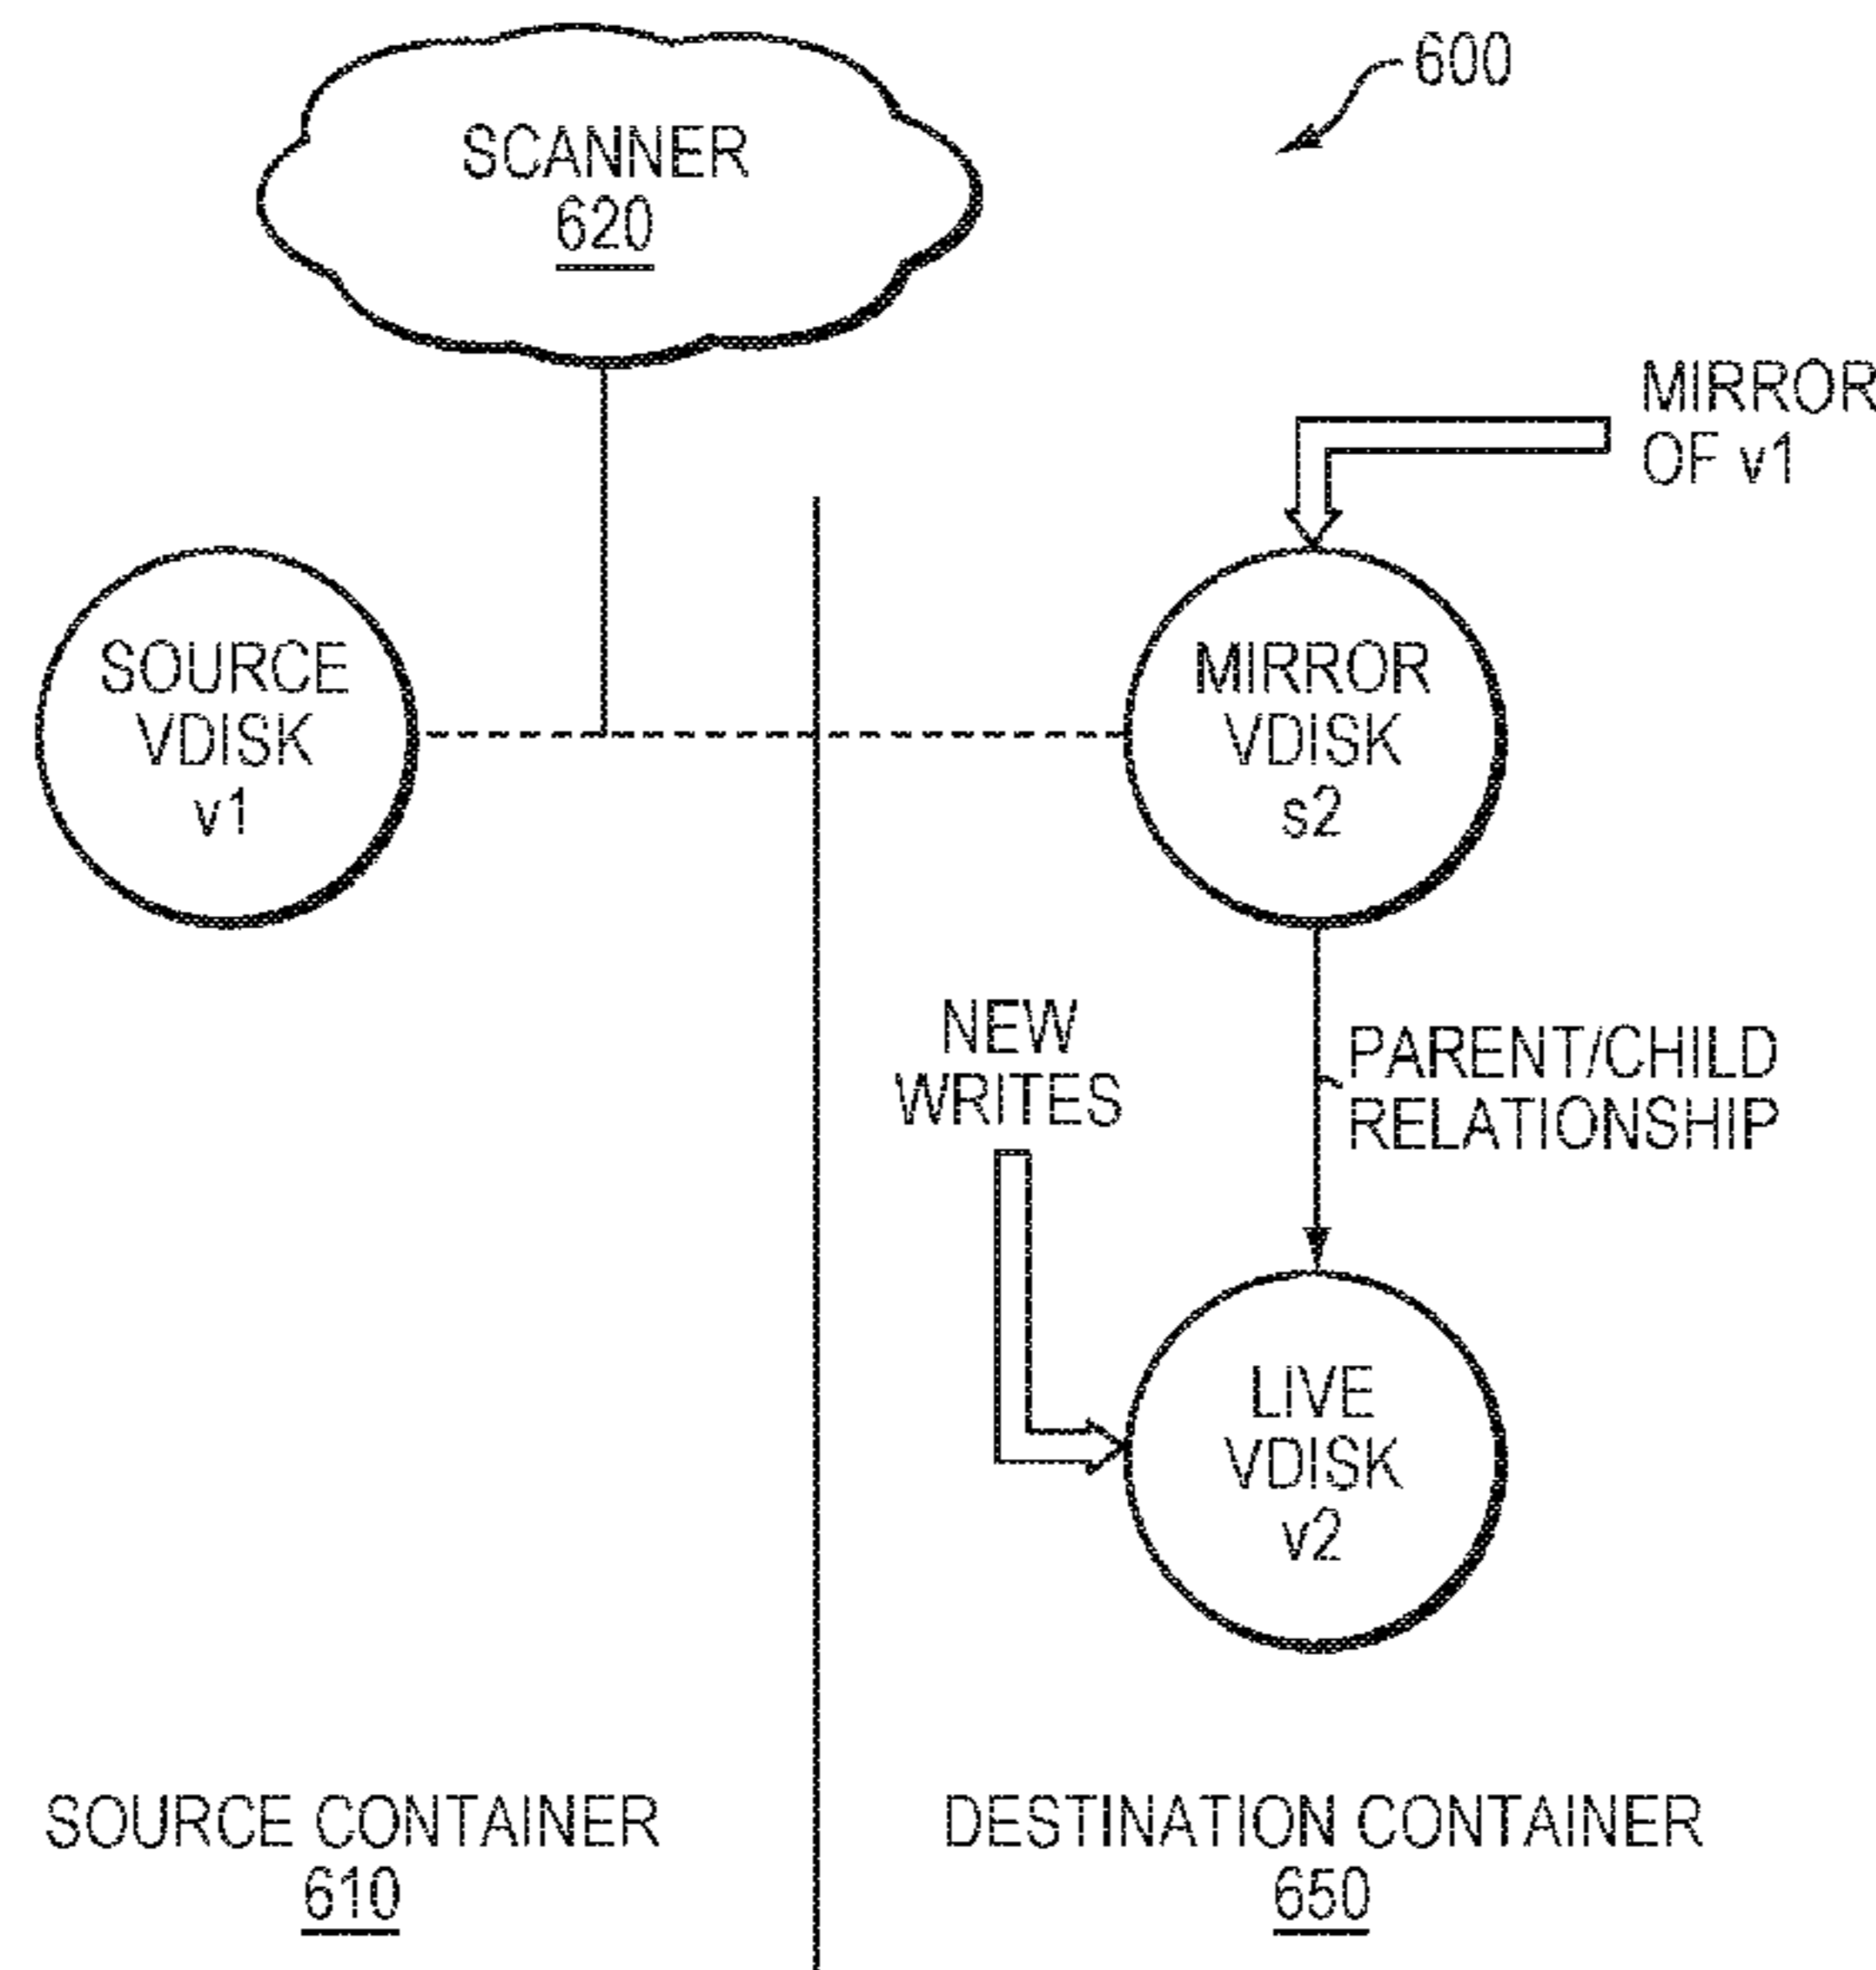 600
SCANNER
620
MIRROR
OF v1
SOURCE
VDISK
v1
MIRROR
VDISK
s2
NEW
WRITES
PARENT/CHILD
RELATIONSHIP
LIVE
VDISK
v2
SOURCE CONTAINER
610
DESTINATION CONTAINER
650